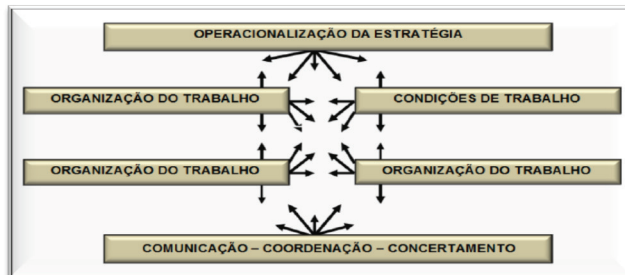 OPERACIONALIZAÇÃO DA ESTRATÉGIA
ORGANIZAÇÃO DO TRABALHO
CONDIÇÕES DE TRABALHO
ORGANIZAÇÃO DO TRABALHO
ORGANIZAÇÃO DO TRABALHO
COMUNICAÇÃO – COORDENAÇÃO – CONCERTAMENTO